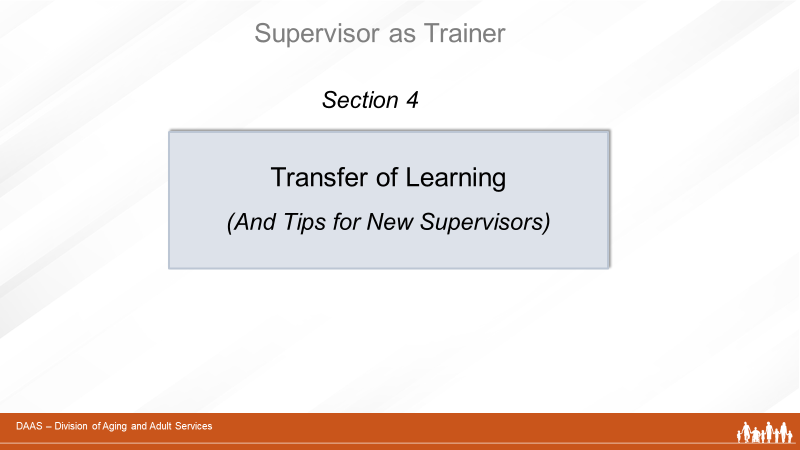 Supervisor as Trainer
Section 4
Transfer of Learning
(And Tips for New Supervisors)
DAAS – Division of Aging and Adult Services